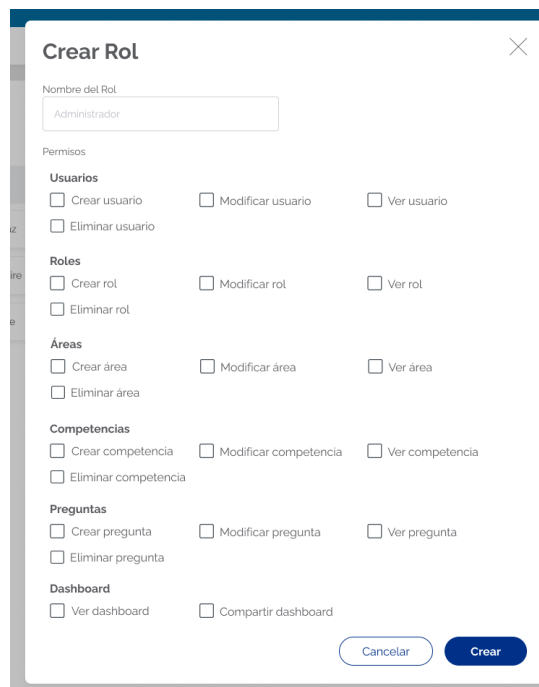 Crear Rol
Nombre del Rol
Administrador
Permisos
Usuarios
Crear usuario Modificar usuario Ver usuario
Eliminar usuario
Roles
Crear rol Modificar rol Ver rol
Eliminar rol
Áreas
Crear área Modificar área Ver área
Eliminar área
Competencias
Crear competencia Modificar competencia Ver competencia
Eliminar competencia
Preguntas
Crear pregunta Modificar pregunta Ver pregunta
Eliminar pregunta
Dashboard
Ver dashboard Compartir dashboard
Cancelar Crear